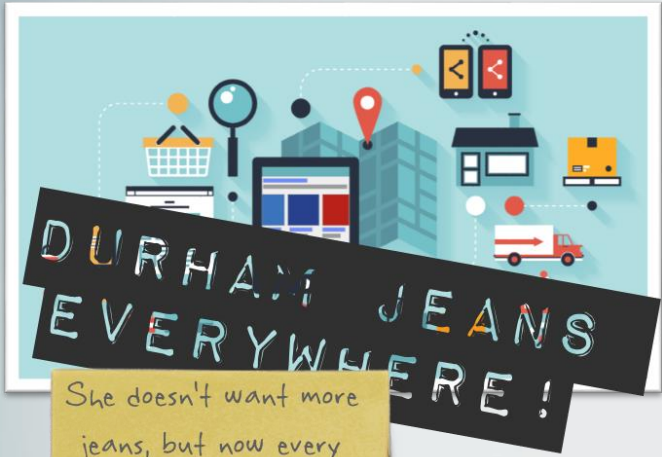 DURHAM JEANS
EVERYWHERE!
She doesn't want more
jeans, but now every